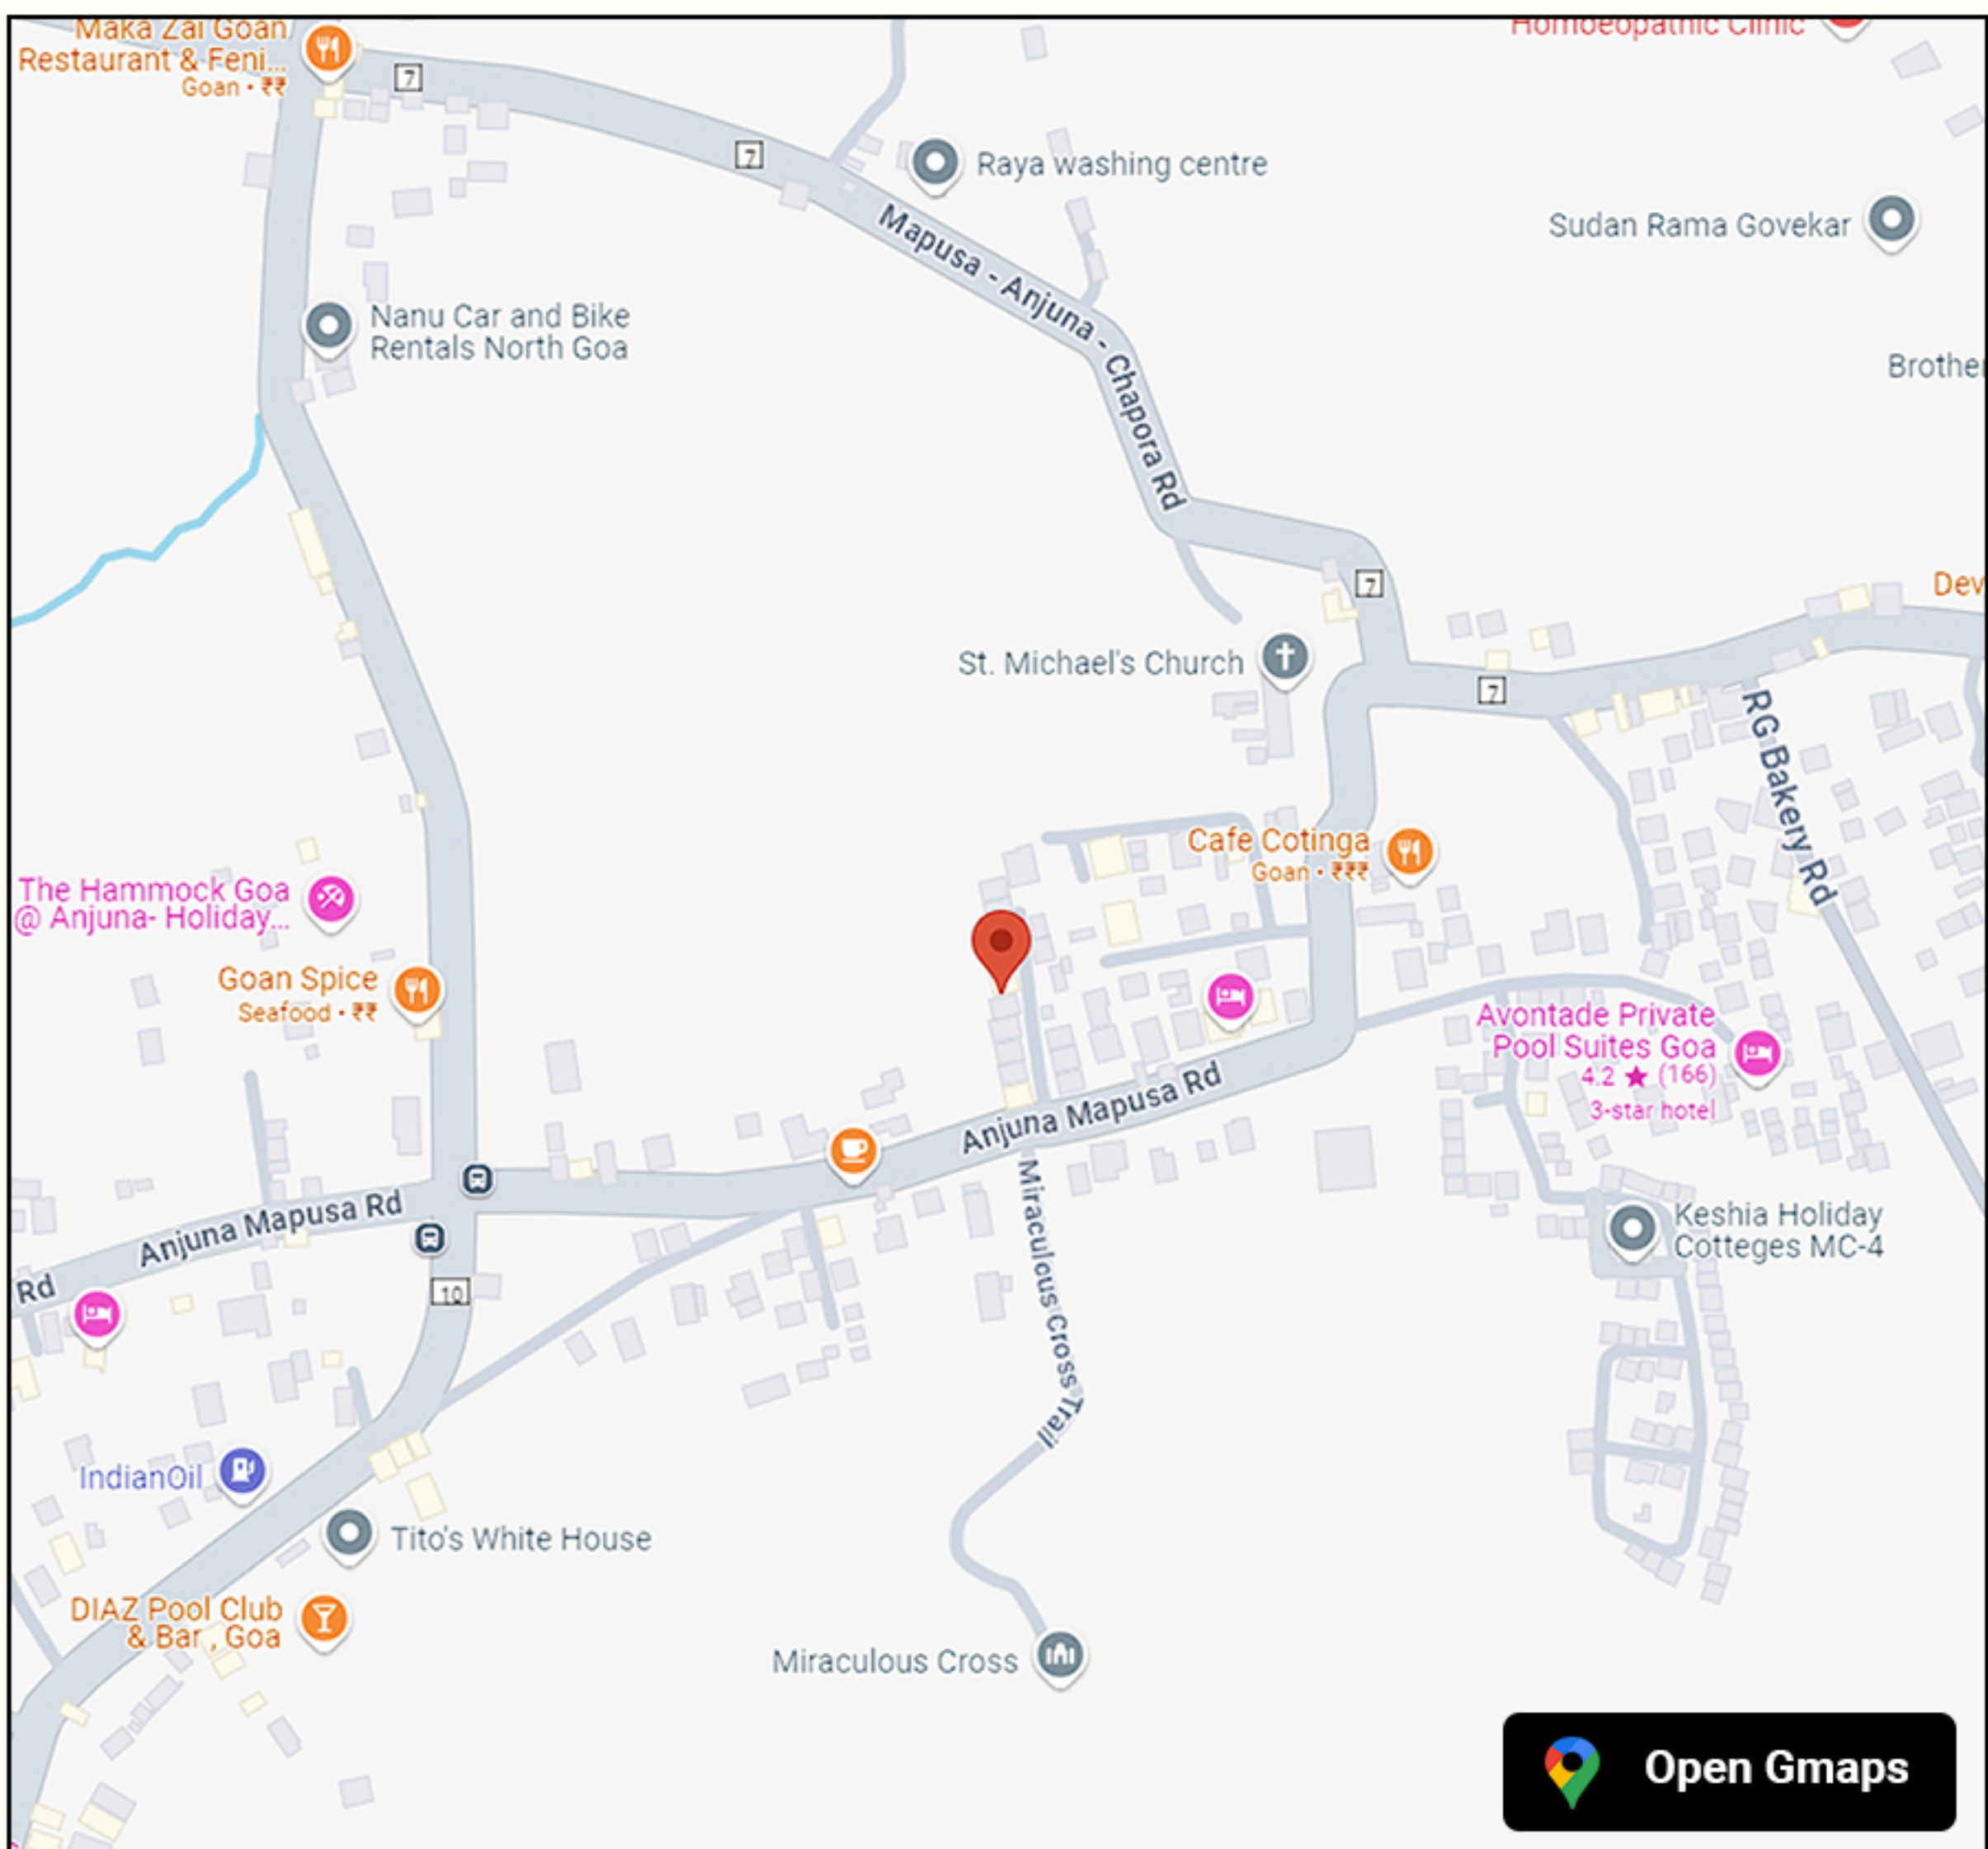 Maka Zai Goan
Restaurant & Feni...
Goan • ₹₹
7
7
Homoeopathic Clinic
Raya washing centre
Sudan Rama Govekar
Mapusa - Anjuna - Chapora Rd
Nanu Car and Bike
Rentals North Goa
7
St. Michael's Church
7
RG Bakery Rd
Cafe Cotinga
Goan • ₹₹₹
The Hammock Goa
@ Anjuna- Holiday...
Goan Spice
Seafood • ₹₹
Avontade Private
Pool Suites Goa
4.2 ★ (166)
3-star hotel
Anjuna Mapusa Rd
Anjuna Mapusa Rd
Rd
10
Miraculcus Cross Trail
Keshia Holiday
Cotteges MC-4
IndianOil
Tito's White House
DIAZ Pool Club
& Bar , Goa
Miraculous Cross
Open Gmaps